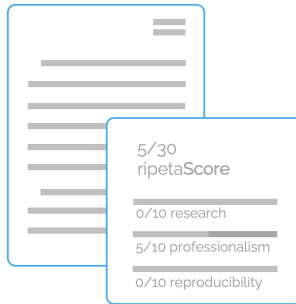 5/30
ripetaScore
0/10 research
5/10 professionalism
0/10 reproducibility